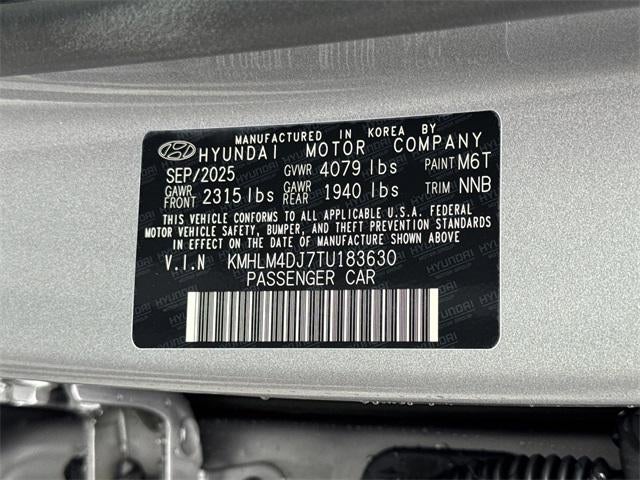 MANUFACTURED IN KOREA BY
HYUNDAI MOTOR COMPANY
SEP/2025 GVWR 4079 lbs PAINT M6T
GAWR FRONT 2315 lbs GAWR REAR 1940 lbs TRIM NNB
THIS VEHICLE CONFORMS TO ALL APPLICABLE U.S.A. FEDERAL
MOTOR VEHICLE SAFETY, BUMPER, AND THEFT PREVENTION STANDARDS
IN EFFECT ON THE DATE OF MANUFACTURE SHOWN ABOVE
V.I.N KMHLM4DJ7TU183630
PASSENGER CAR